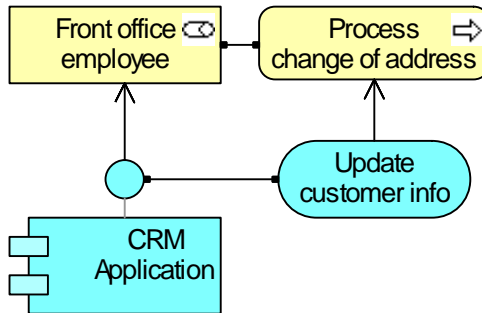 Front office
employee
Process
change of address
Update
customer info
CRM
Application